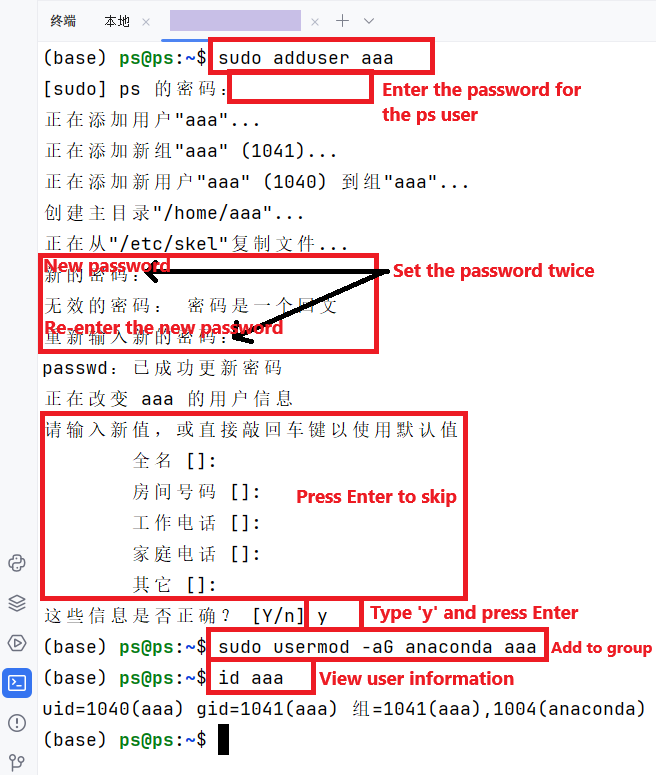 终端 本地
(base) ps@ps:~$ sudo adduser aaa
[sudo] ps 的密码:
Enter the password for
the ps user
正在添加用户"aaa"...
正在添加新组"aaa" (1041)...
正在添加新用户"aaa" (1040) 到组"aaa"...
创建主目录"/home/aaa"...
正在从"/etc/skel"复制文件...
New password
新的密码:
Set the password twice
无效的密码: 密码是一个回文
Re-enter the new password
重新输入新的密码:
passwd: 已成功更新密码
正在改变 aaa 的用户信息
请输入新值, 或直接敲回车键以使用默认值
全名 []:
房间号码 []:
Press Enter to skip
工作电话 []:
家庭电话 []:
其它 []:
这些信息是否正确? [Y/n] y
Type 'y' and press Enter
(base) ps@ps:~$ sudo usermod -aG anaconda aaa
Add to group
(base) ps@ps:~$ id aaa
View user information
uid=1040(aaa) gid=1041(aaa) 组=1041(aaa),1004(anaconda)
(base) ps@ps:~$